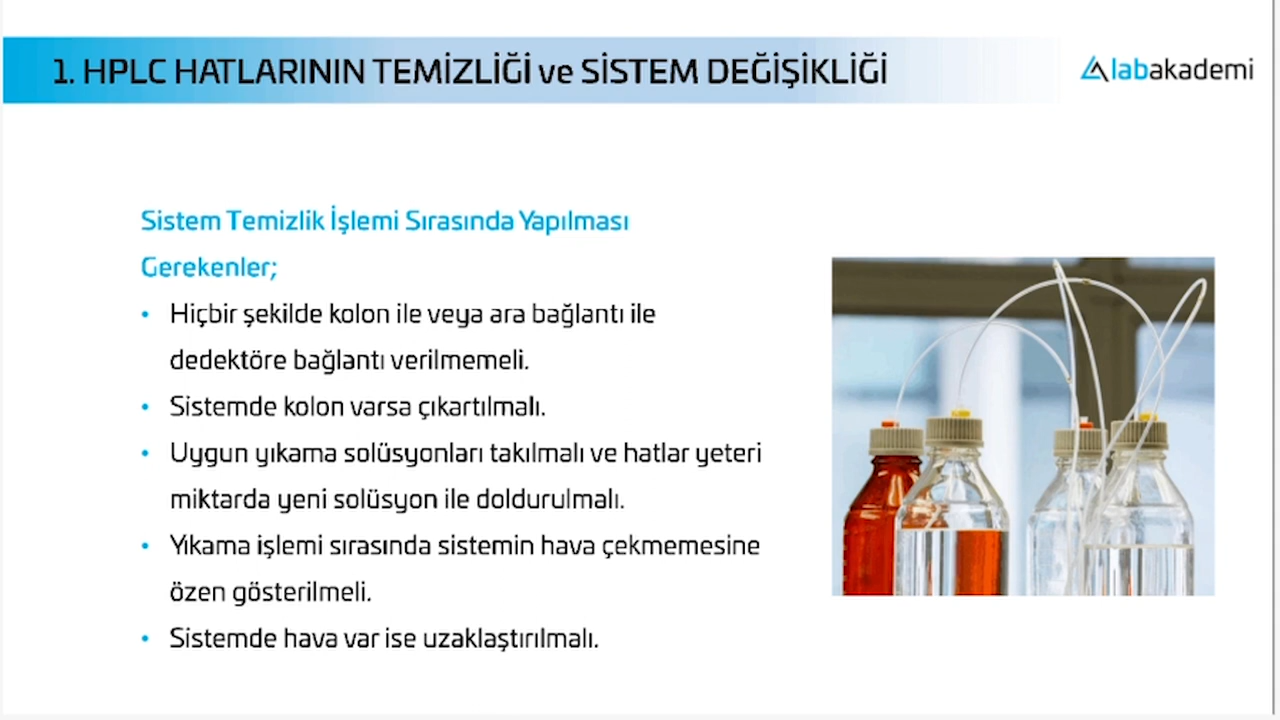 1. HPLC HATLARININ TEMİZLİĞİ ve SİSTEM DEĞİŞİKLİĞİ
labakademi
Sistem Temizlik İşlemi Sırasında Yapılması
Gerekenler;
• Hiçbir şekilde kolon ile veya ara bağlantı ile
dedektöre bağlantı verilmemeli.
• Sistemde kolon varsa çıkartılmalı.
• Uygun yıkama solüsyonları takılmalı ve hatlar yeteri
miktarda yeni solüsyon ile doldurulmalı.
• Yıkama işlemi sırasında sistemin hava çekmemesine
özen gösterilmeli.
• Sistemde hava var ise uzaklaştırılmalı.